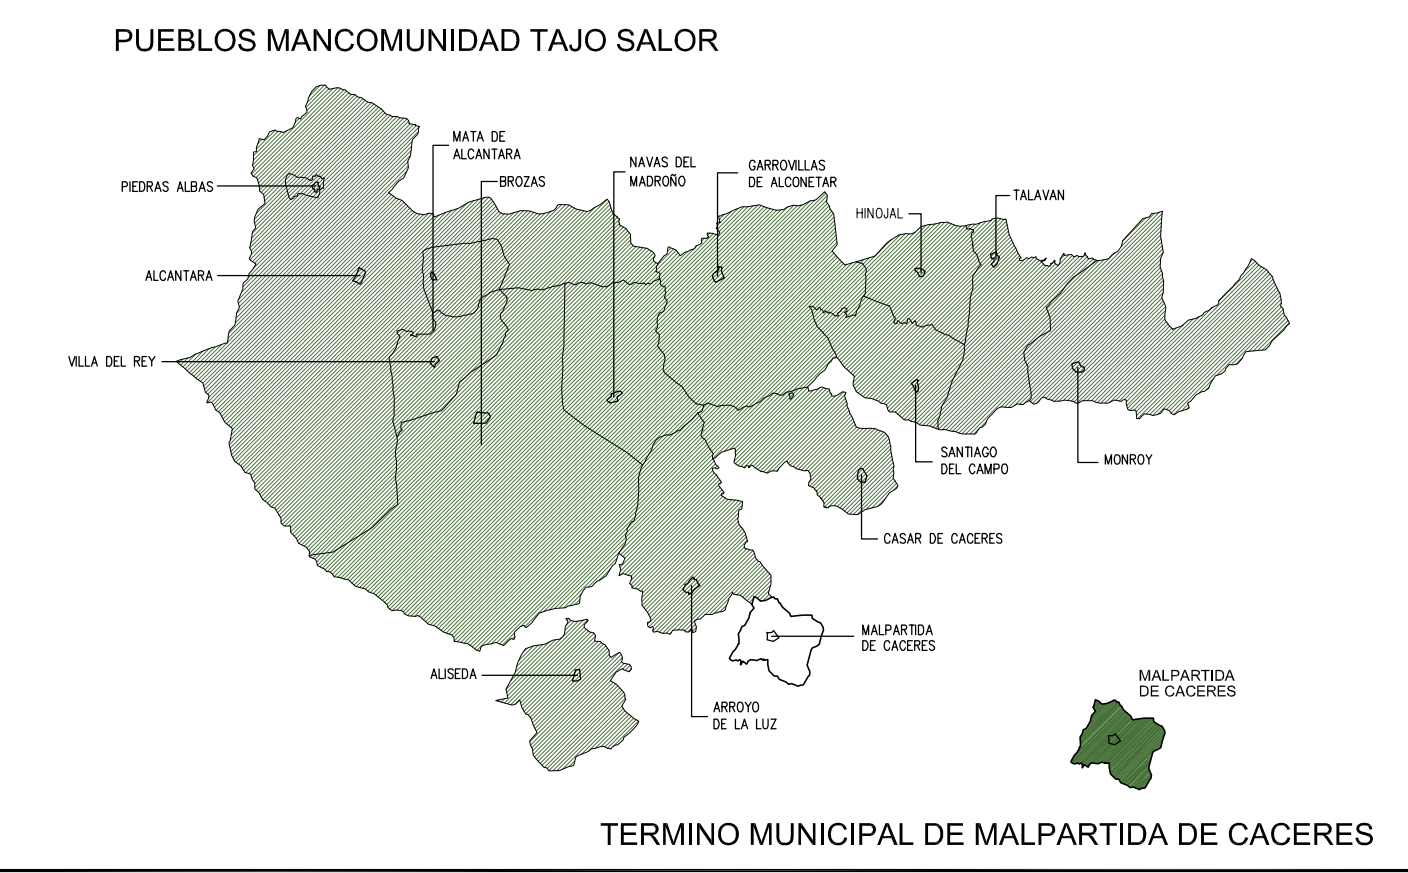 PUEBLOS MANCOMUNIDAD TAJO SALOR
MATA DE
ALCANTARA
NAVAS DEL
MADROÑO
GARROVILLAS
DE ALCONETAR
PIEDRAS ALBAS
BROZAS
TALAVAN
HINOJAL
ALCANTARA
VILLA DEL REY
SANTIAGO
DEL CAMPO
MONROY
CASAR DE CACERES
MALPARTIDA
DE CACERES
ALISEDA
ARROYO
DE LA LUZ
MALPARTIDA
DE CACERES
TERMINO MUNICIPAL DE MALPARTIDA DE CACERES